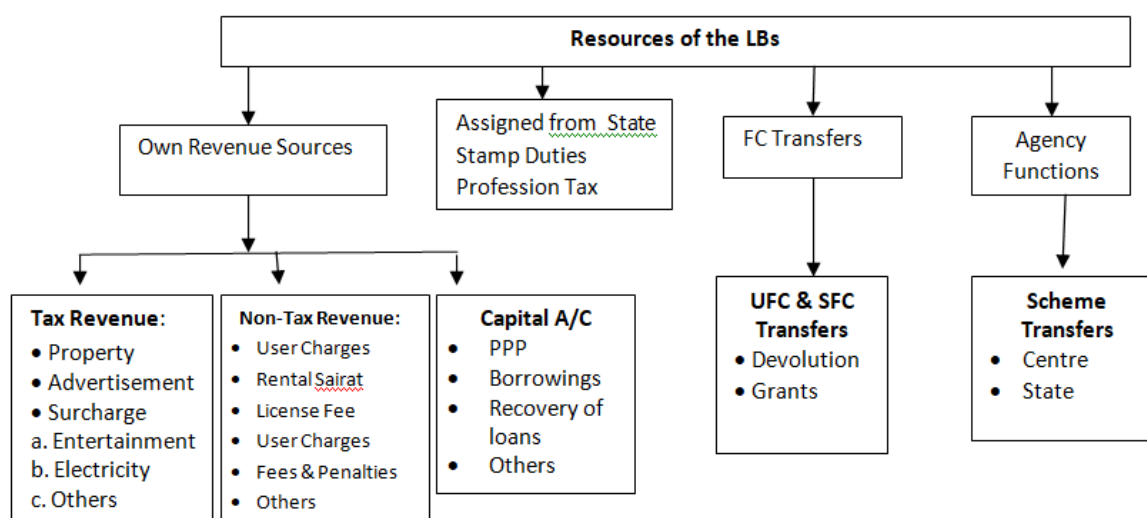 Resources of the LBs
Own Revenue Sources
Assigned from State
Stamp Duties
Profession Tax
FC Transfers
Agency
Functions
Tax Revenue:
• Property
• Advertisement
• Surcharge
a. Entertainment
b. Electricity
c. Others
Non-Tax Revenue:
• User Charges
• Rental Sairat
• License Fee
• User Charges
• Fees & Penalties
• Others
Capital A/C
• PPP
• Borrowings
• Recovery of
loans
• Others
UFC & SFC
Transfers
• Devolution
• Grants
Scheme
Transfers
• Centre
• State